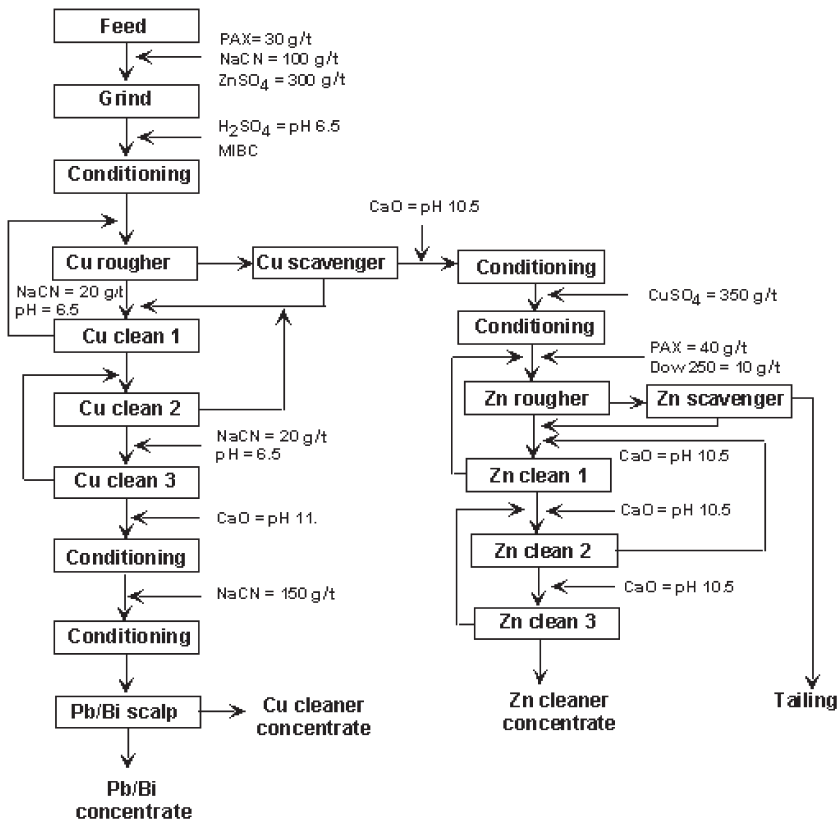 Feed
PAX= 30 g/t
NaCN = 100 g/t
ZnSO4 = 300 g/t
Grind
H2SO4 = pH 6.5
MIBC
Conditioning
Cu rougher
NaCN = 20 g/t
pH = 6.5
Cu scavenger
Cu clean 1
Cu clean 2
NaCN = 20 g/t
pH = 6.5
Cu clean 3
CaO = pH 11.
Conditioning
NaCN = 150 g/t
Conditioning
Pb/Bi scalp
Cu cleaner
concentrate
Pb/Bi
concentrate
CaO = pH 10.5
Conditioning
CuSO4 = 350 g/t
Conditioning
PAX = 40 g/t
Dow 250 = 10 g/t
Zn rougher
Zn scavenger
CaO = pH 10.5
Zn clean 1
CaO = pH 10.5
Zn clean 2
CaO = pH 10.5
Zn clean 3
Zn cleaner
concentrate
Tailing